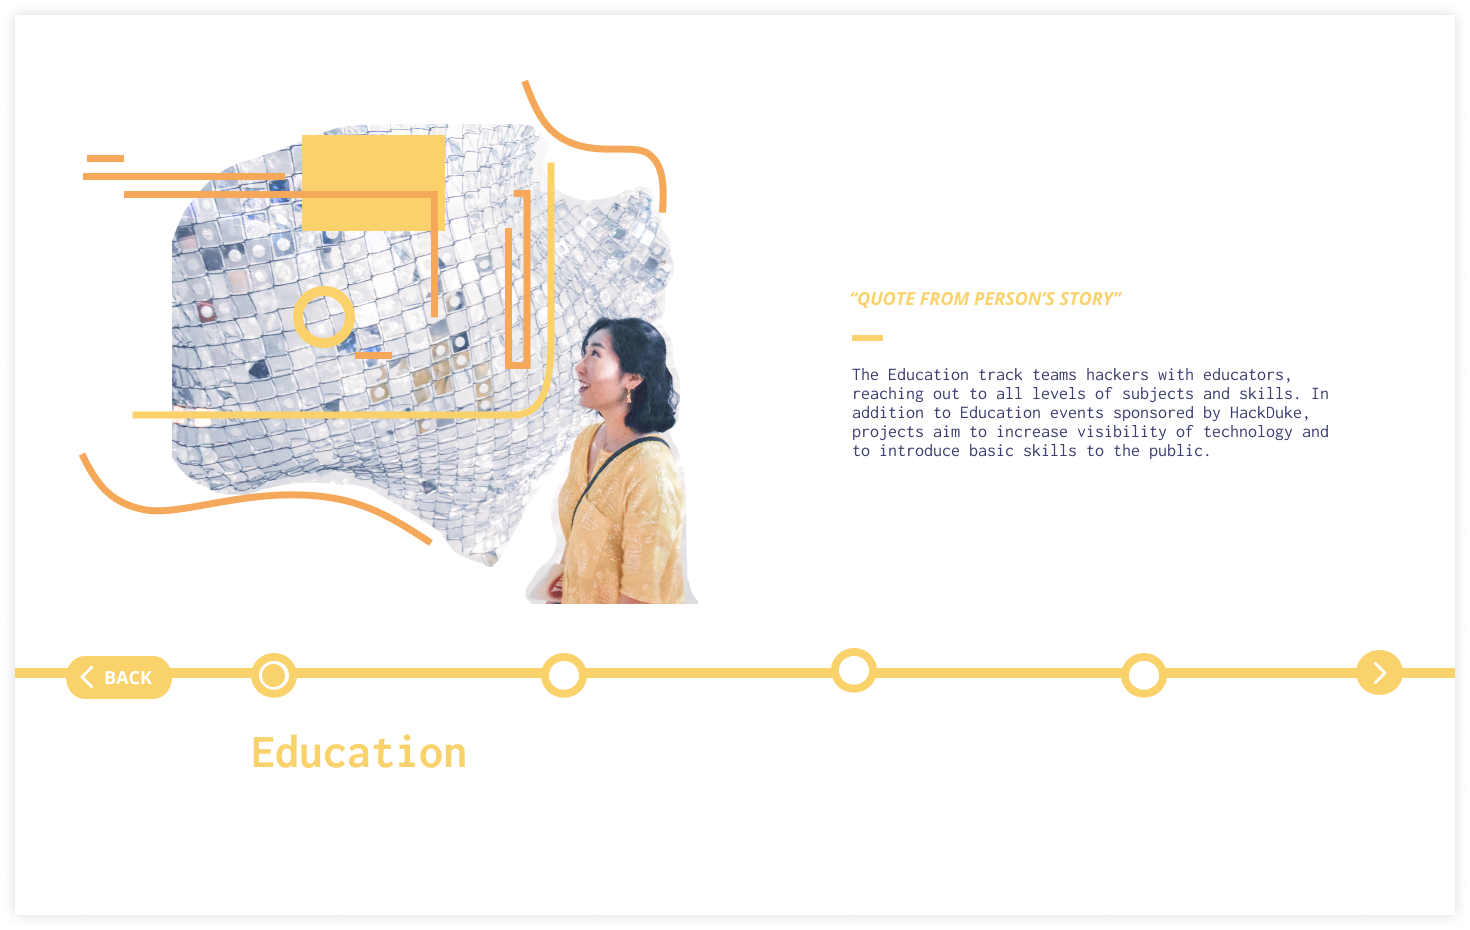 “QUOTE FROM PERSON’S STORY”
The Education track teams hackers with educators,
reaching out to all levels of subjects and skills. In
addition to Education events sponsored by HackDuke,
projects aim to increase visibility of technology and
to introduce basic skills to the public.
BACK
Education